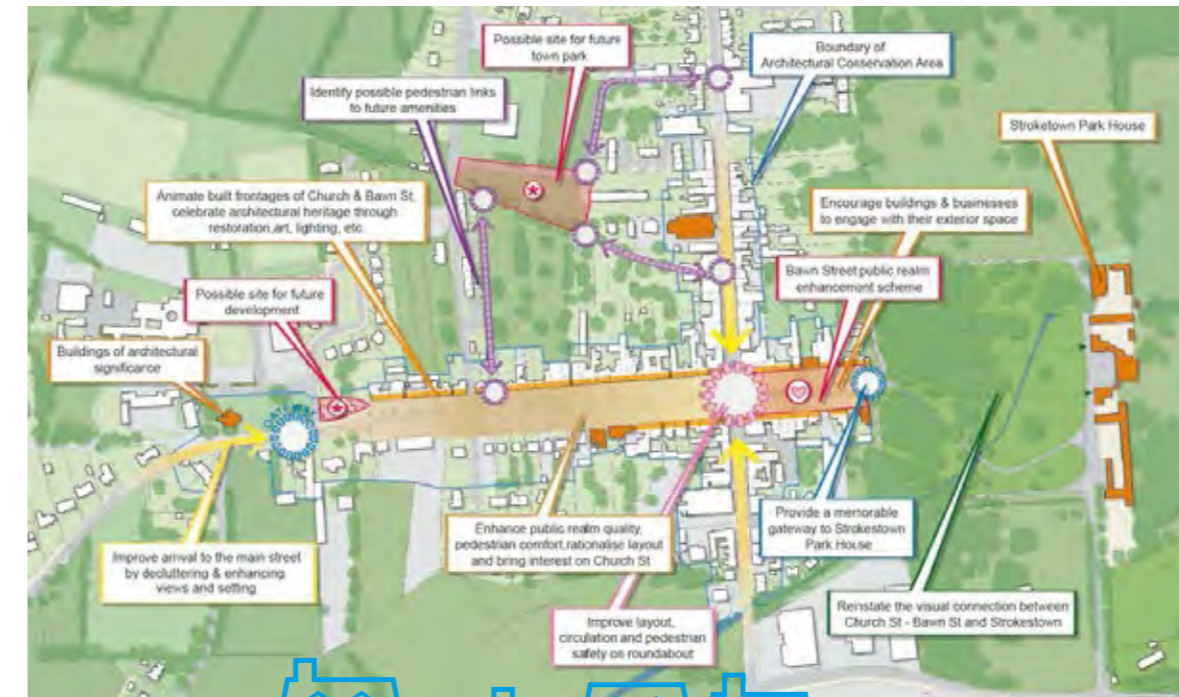 Possible site for future
town park
Boundary of
Architectural Conservation Area
Identify possible pedestrian links
to future amenities
Stroketown Park House
Animate built frontages of Church & Bawn St,
celebrate architectural heritage through
restoration,art, lighting, etc
Encourage buildings & businesses
to engage with their exterior space
Bawn Street public realm
enhancement scheme
Possible site for future
development
Buildings of architectural
significance
GATEWAY
Enhance public realm quality,
pedestrian comfort,rationalise layout
and bring interest on Church St
Provide a memorable
gateway to Strokestown
Park House
Improve arrival to the main street
by decluttering & enhancing
views and setting
Reinstate the visual connection between
Church St - Bawn St and Strokestown
Improve layout,
circulation and pedestrian
safety on roundabout